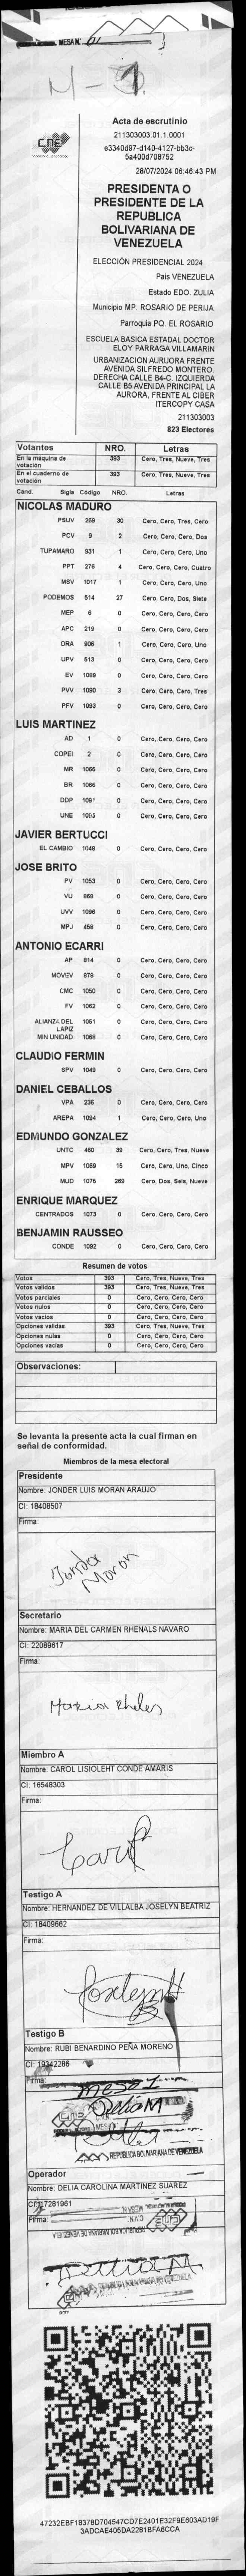 MESA N° 01
Acta de escrutinio
211303003.01.1.0001
e3340d97-d140-4127-bb3c-
5a400d708752
28/07/2024 06:46:43 PM
CNE
PRESIDENTA O
PRESIDENTE DE LA
REPUBLICA
BOLIVARIANA DE
VENEZUELA
ELECCIÓN PRESIDENCIAL 2024
Pais VENEZUELA
Estado EDO. ZULIA
Municipio MP. ROSARIO DE PERIJA
Parroquia PQ. EL ROSARIO
ESCUELA BASICA ESTADAL DOCTOR
ELOY PARRAGA VILLAMARIN
URBANIZACION AURUORA FRENTE
AVENIDA SILFREDO MONTERO.
DERECHA CALLE B4-C. IZQUIERDA
CALLE B5 AVENIDA PRINCIPAL LA
AURORA, FRENTE AL CIBER
ITERCOPY CASA
211303003
823 Electores
Votantes NRO. Letras
En la máquina de votación 393 Cero, Tres, Nueve, Tres
En el cuaderno de votación 393 Cero, Tres, Nueve, Tres
Cand. Sigla Código NRO. Letras
NICOLAS MADURO
PSUV 269 30 Cero, Cero, Tres, Cero
PCV 9 2 Cero, Cero, Cero, Dos
TUPAMARO 931 1 Cero, Cero, Cero, Uno
PPT 276 4 Cero, Cero, Cero, Cuatro
MSV 1017 1 Cero, Cero, Cero, Uno
PODEMOS 514 27 Cero, Cero, Dos, Siete
MEP 6 0 Cero, Cero, Cero, Cero
APC 219 0 Cero, Cero, Cero, Cero
ORA 906 1 Cero, Cero, Cero, Uno
UPV 513 0 Cero, Cero, Cero, Cero
EV 1089 0 Cero, Cero, Cero, Cero
PVV 1090 3 Cero, Cero, Cero, Tres
PFV 1093 0 Cero, Cero, Cero, Cero
LUIS MARTINEZ
AD 1 0 Cero, Cero, Cero, Cero
COPEI 2 0 Cero, Cero, Cero, Cero
MR 1065 0 Cero, Cero, Cero, Cero
BR 1066 0 Cero, Cero, Cero, Cero
DDP 1091 0 Cero, Cero, Cero, Cero
UNE 0 Cero, Cero, Cero, Cero
JAVIER BERTUCCI
EL CAMBIO 1048 0 Cero, Cero, Cero, Cero
JOSE BRITO
PV 1053 0 Cero, Cero, Cero, Cero
VU 868 0 Cero, Cero, Cero, Cero
UVV 1096 0 Cero, Cero, Cero, Cero
MPJ 458 0 Cero, Cero, Cero, Cero
ANTONIO ECARRI
AP 814 0 Cero, Cero, Cero, Cero
MOVEV 978 0 Cero, Cero, Cero, Cero
CMC 1050 0 Cero, Cero, Cero, Cero
FV 1062 0 Cero, Cero, Cero, Cero
ALIANZA DEL LAPIZ 1051 0 Cero, Cero, Cero, Cero
MIN UNIDAD 1068 0 Cero, Cero, Cero, Cero
CLAUDIO FERMIN
SPV 1049 0 Cero, Cero, Cero, Cero
DANIEL CEBALLOS
VPA 236 0 Cero, Cero, Cero, Cero
AREPA 1094 1 Cero, Cero, Cero, Uno
EDMUNDO GONZALEZ
UNTC 460 39 Cero, Cero, Tres, Nueve
MPV 1069 15 Cero, Cero, Uno, Cinco
MUD 1075 269 Cero, Dos, Seis, Nueve
ENRIQUE MARQUEZ
CENTRADOS 1073 0 Cero, Cero, Cero, Cero
BENJAMIN RAUSSEO
CONDE 1092 0 Cero, Cero, Cero, Cero
Resumen de votos
Votos 393 Cero, Tres, Nueve, Tres
Votos validos 393 Cero, Tres, Nueve, Tres
Votos parciales 0 Cero, Cero, Cero, Cero
Votos nulos 0 Cero, Cero, Cero, Cero
Votos vacios 0 Cero, Cero, Cero, Cero
Opciones validas 393 Cero, Tres, Nueve, Tres
Opciones nulas 0 Cero, Cero, Cero, Cero
Opciones vacias 0 Cero, Cero, Cero, Cero
Observaciones:
Se levanta la presente acta la cual firman en
señal de conformidad.
Miembros de la mesa electoral
Presidente
Nombre: JONDER LUIS MORAN ARAUJO
CI: 18408507
Firma:
Jonder
Moran
Secretario
Nombre: MARIA DEL CARMEN RHENALS NAVARO
CI: 22089617
Firma:
Maria Rheles
Miembro A
Nombre: CAROL LISIOLEHT CONDE AMARIS
CI: 16548303
Firma:
Testigo A
Nombre: HERNANDEZ DE VILLALBA JOSELYN BEATRIZ
CI: 18409662
Firma:
Testigo B
Nombre: RUBI BENARDINO PEÑA MORENO
CI: 19342286
Firma:
MESA 1
Delia M
CNE
REPÚBLICA BOLIVARIANA DE VENEZUELA
Operador
Nombre: DELIA CAROLINA MARTINEZ SUAREZ
CI: 17281961
Firma:
47232EBF18378D704547CD7E2401E32F9E603AD19F
3ADCAE405DA2281BFA6CCA